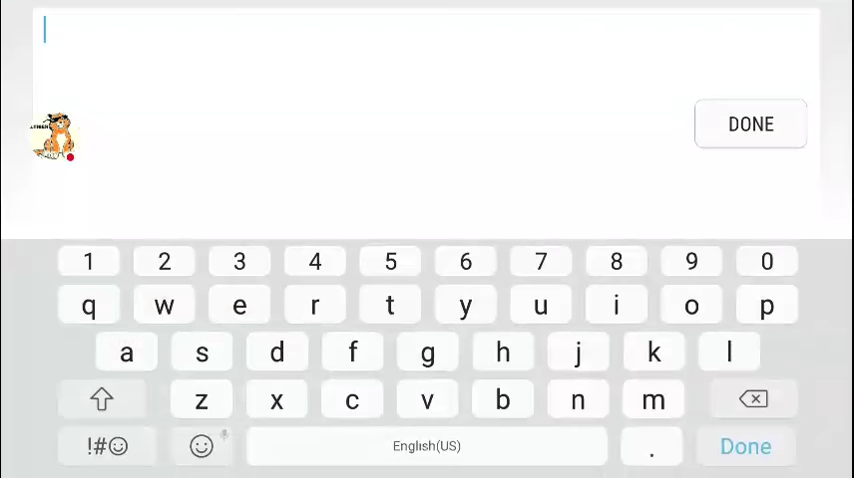 DONE
1 2 3 4 5 6 7 8 9 0
q w e r t y u i o p
a s d f g h j k l
z x c v b n m
!#☺ English(US) . Done